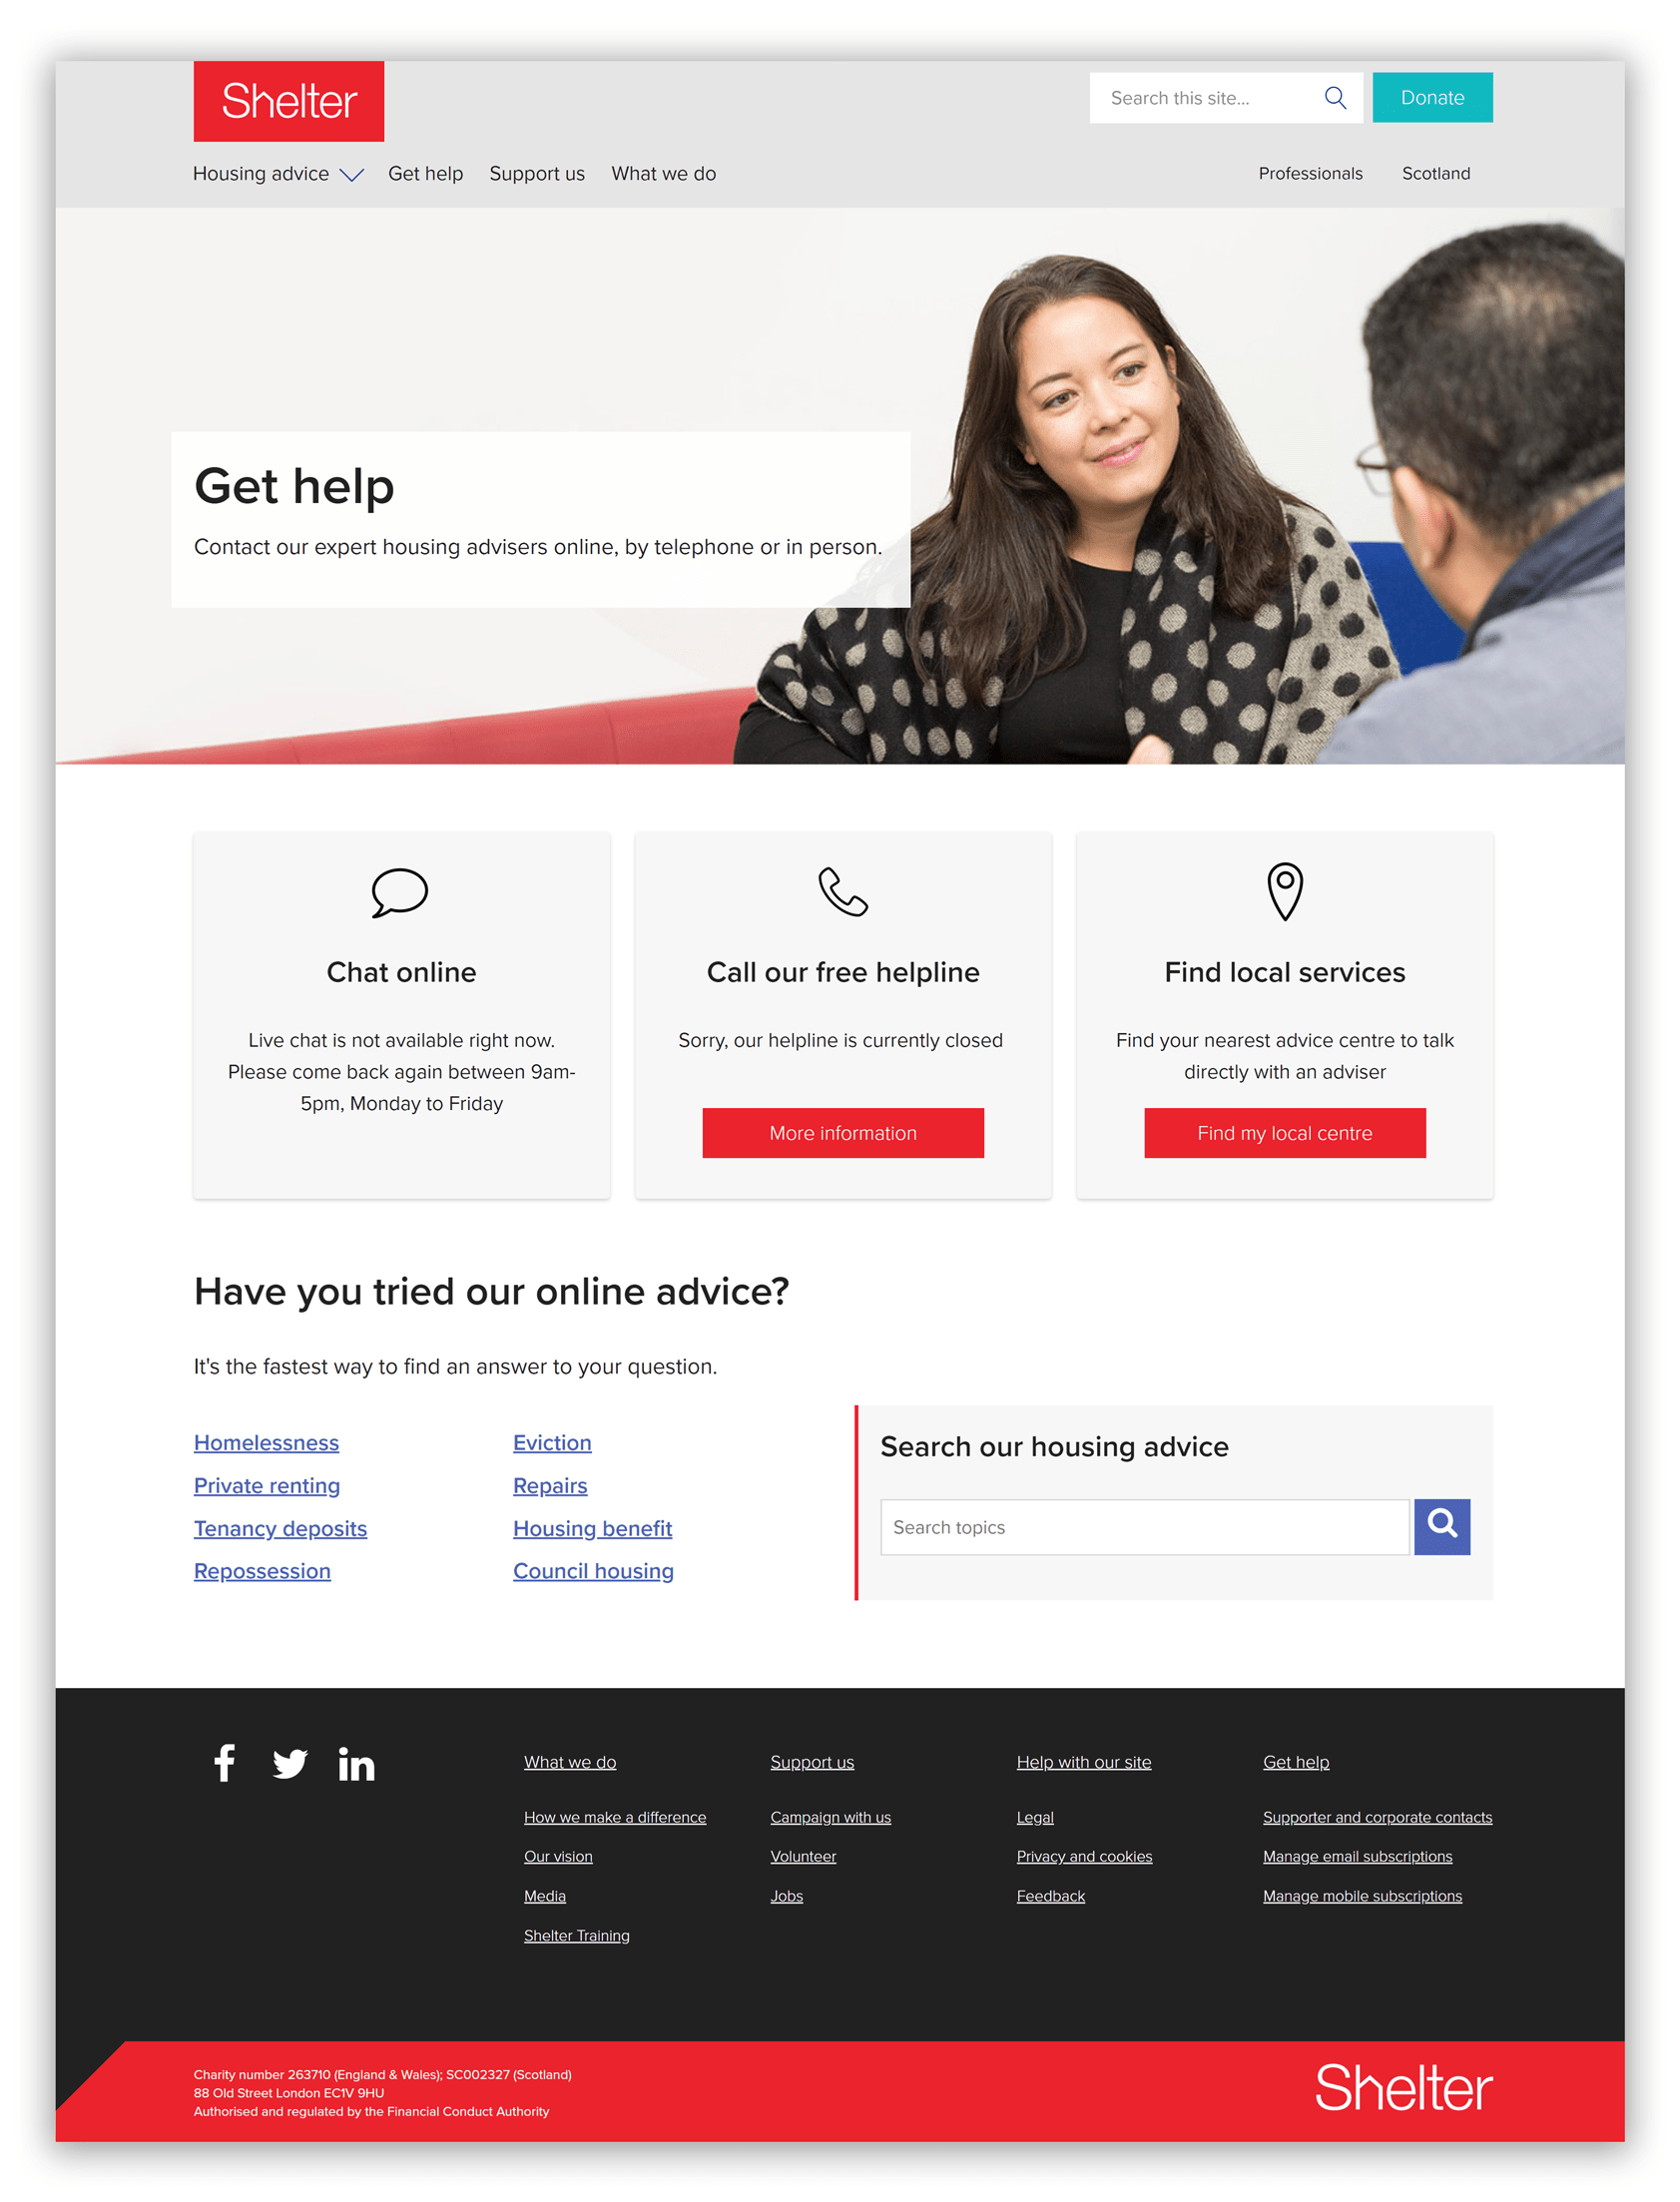 Shelter
Search this site...
Donate
Housing advice
Get help
Support us
What we do
Professionals
Scotland
Get help
Contact our expert housing advisers online, by telephone or in person.
Chat online
Live chat is not available right now.
Please come back again between 9am-
5pm, Monday to Friday
Call our free helpline
Sorry, our helpline is currently closed
More information
Find local services
Find your nearest advice centre to talk
directly with an adviser
Find my local centre
Have you tried our online advice?
It's the fastest way to find an answer to your question.
Homelessness
Private renting
Tenancy deposits
Repossession
Eviction
Repairs
Housing benefit
Council housing
Search our housing advice
Search topics
What we do
How we make a difference
Our vision
Media
Shelter Training
Support us
Campaign with us
Volunteer
Jobs
Help with our site
Legal
Privacy and cookies
Feedback
Get help
Supporter and corporate contacts
Manage email subscriptions
Manage mobile subscriptions
Charity number 263710 (England & Wales); SC002327 (Scotland)
88 Old Street London EC1V 9HU
Authorised and regulated by the Financial Conduct Authority
Shelter